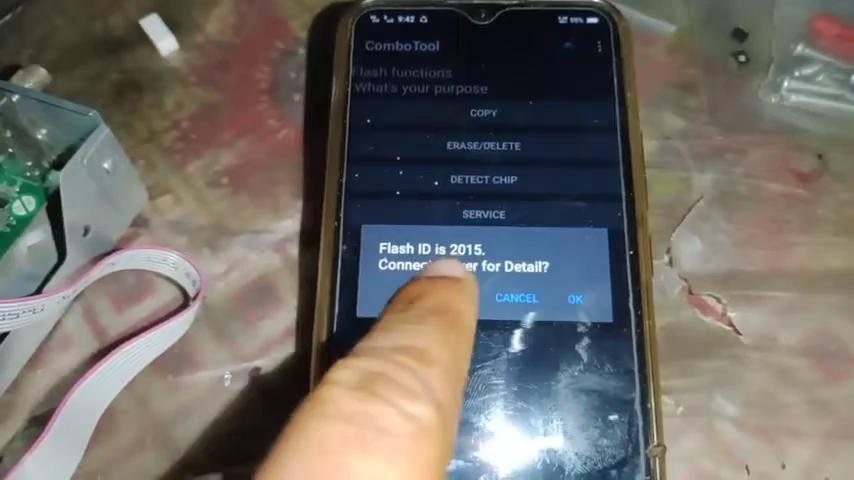 9:42
99%
ComboTool
Flash functions
What's your purpose
COPY
ERASE/DELETE
DETECT CHIP
SERVICE
Flash ID is 2015.
for Detail?
CANCEL
OK